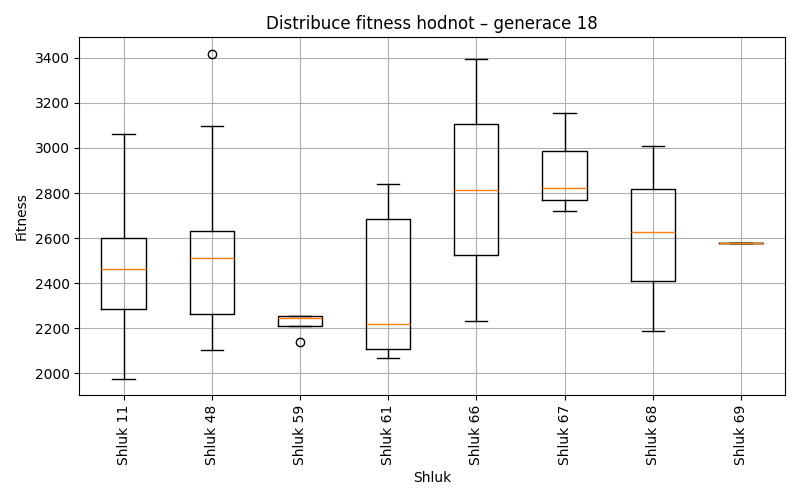 Distribuce fitness hodnot – generace 18
Fitness
3400
3200
3000
2800
2600
2400
2200
2000
Shluk 11
Shluk 48
Shluk 59
Shluk 61
Shluk 66
Shluk 67
Shluk 68
Shluk 69
Shluk